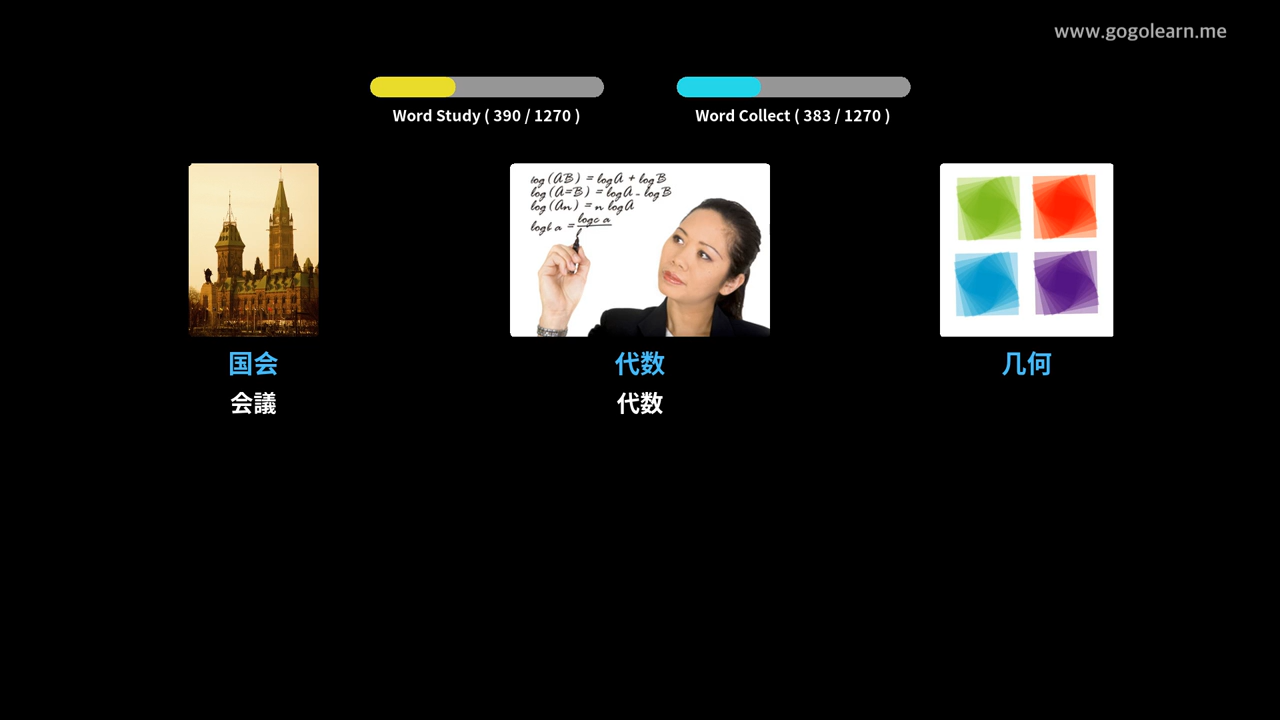 www.gogolearn.me
Word Study ( 390 / 1270 )
Word Collect ( 383 / 1270 )
log (AB) = logA + logB
log (A=B) = logA - logB
log (An) = n logA
logb a = logc a
国会
代数
几何
会議
代数